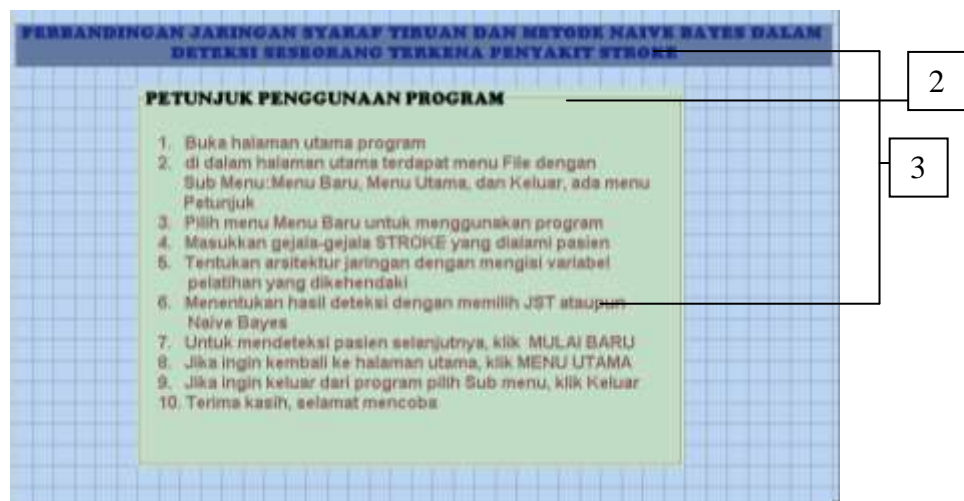 PERBANDINGAN JARINGAN SYARAF TIRUAN DAN METODE NAIVE BAYES DALAM
DETEKSI SESEORANG TERKENA PENYAKIT STROKE
2
PETUNJUK PENGGUNAAN PROGRAM
3
1. Buka halaman utama program
2. di dalam halaman utama terdapat menu File dengan
Sub Menu:Menu Baru, Menu Utama, dan Keluar, ada menu
Petunjuk
3. Pilih menu Menu Baru untuk menggunakan program
4. Masukkan gejala-gejala STROKE yang dialami pasien
5. Tentukan arsitektur jaringan dengan mengisi variabel
pelatihan yang dikehendaki
6. Menentukan hasil deteksi dengan memilih JST ataupun
Naive Bayes
7. Untuk mendeteksi pasien selanjutnya, klik MULAI BARU
8. Jika ingin kembali ke halaman utama, klik MENU UTAMA
9. Jika ingin keluar dari program pilih Sub menu, klik Keluar
10. Terima kasih, selamat mencoba